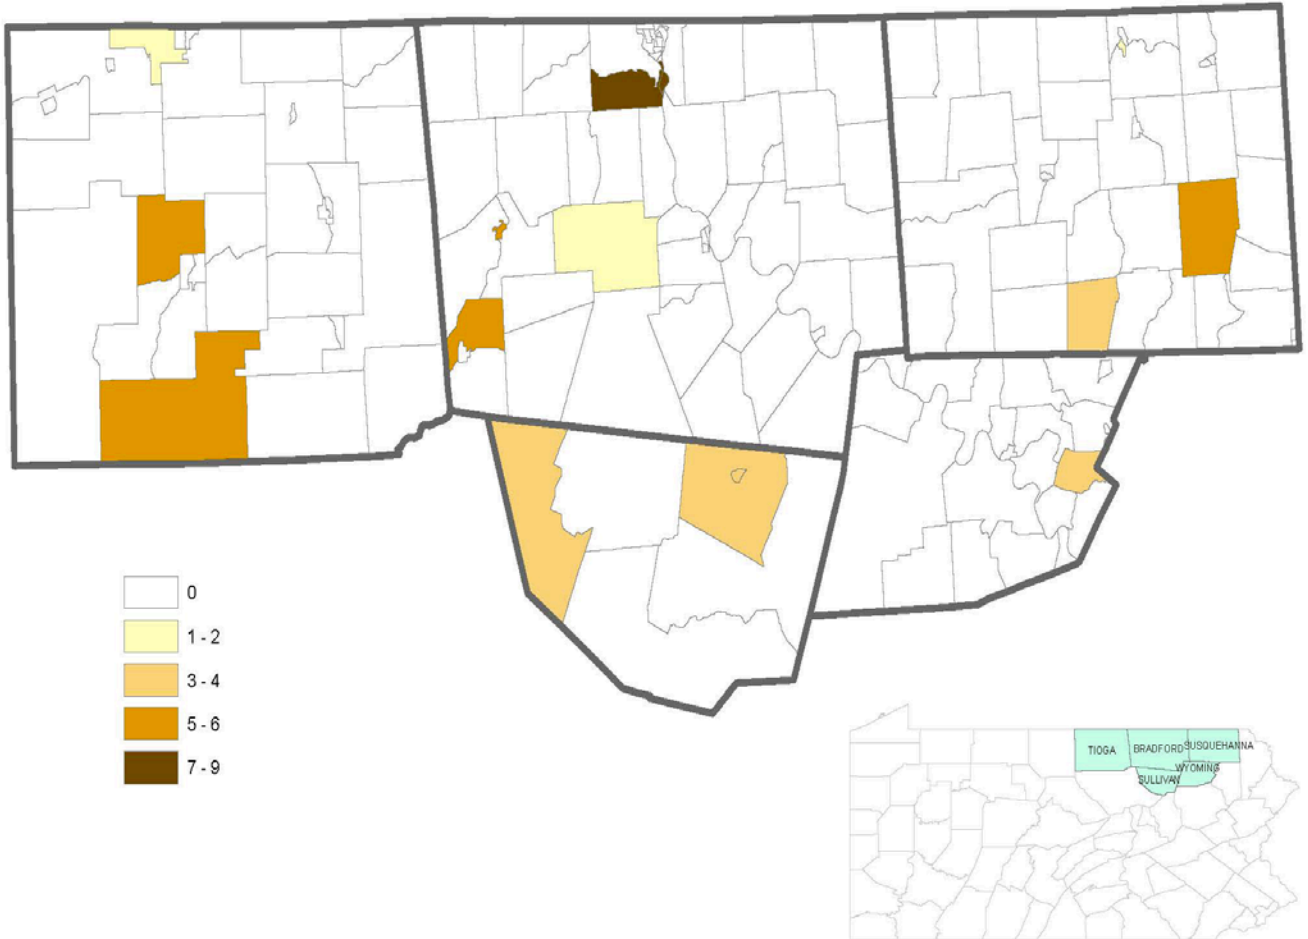 0
1 - 2
3 - 4
5 - 6
7 - 9
TIOGA
BRADFORD
SUSQUEHANNA
WYOMING
SULLIVAN